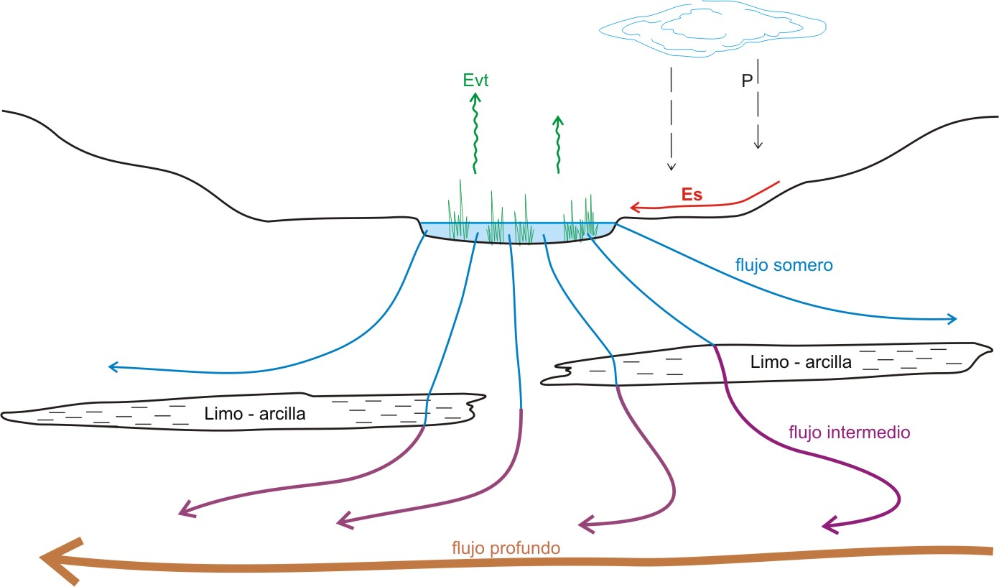 Evt
P
Es
flujo somero
Limo - arcilla
Limo - arcilla
flujo intermedio
flujo profundo